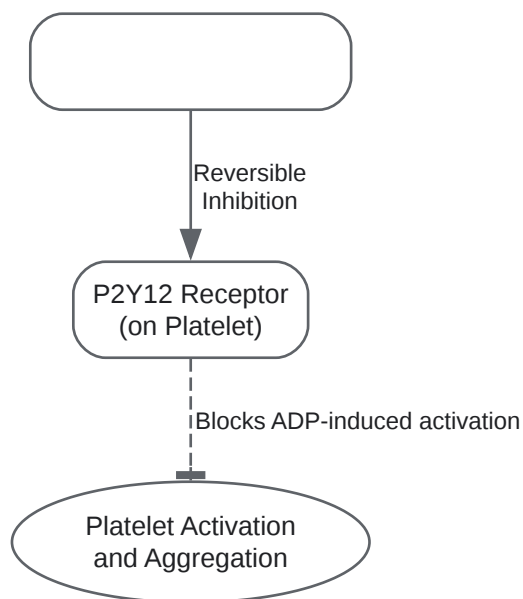 Reversible
Inhibition
P2Y12 Receptor
(on Platelet)
Blocks ADP-induced activation
Platelet Activation
and Aggregation